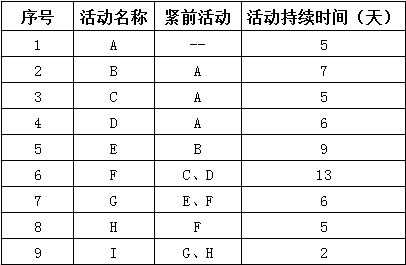 序号 活动名称 紧前活动 活动持续时间（天）
1 A -- 5
2 B A 7
3 C A 5
4 D A 6
5 E B 9
6 F C、D 13
7 G E、F 6
8 H F 5
9 I G、H 2